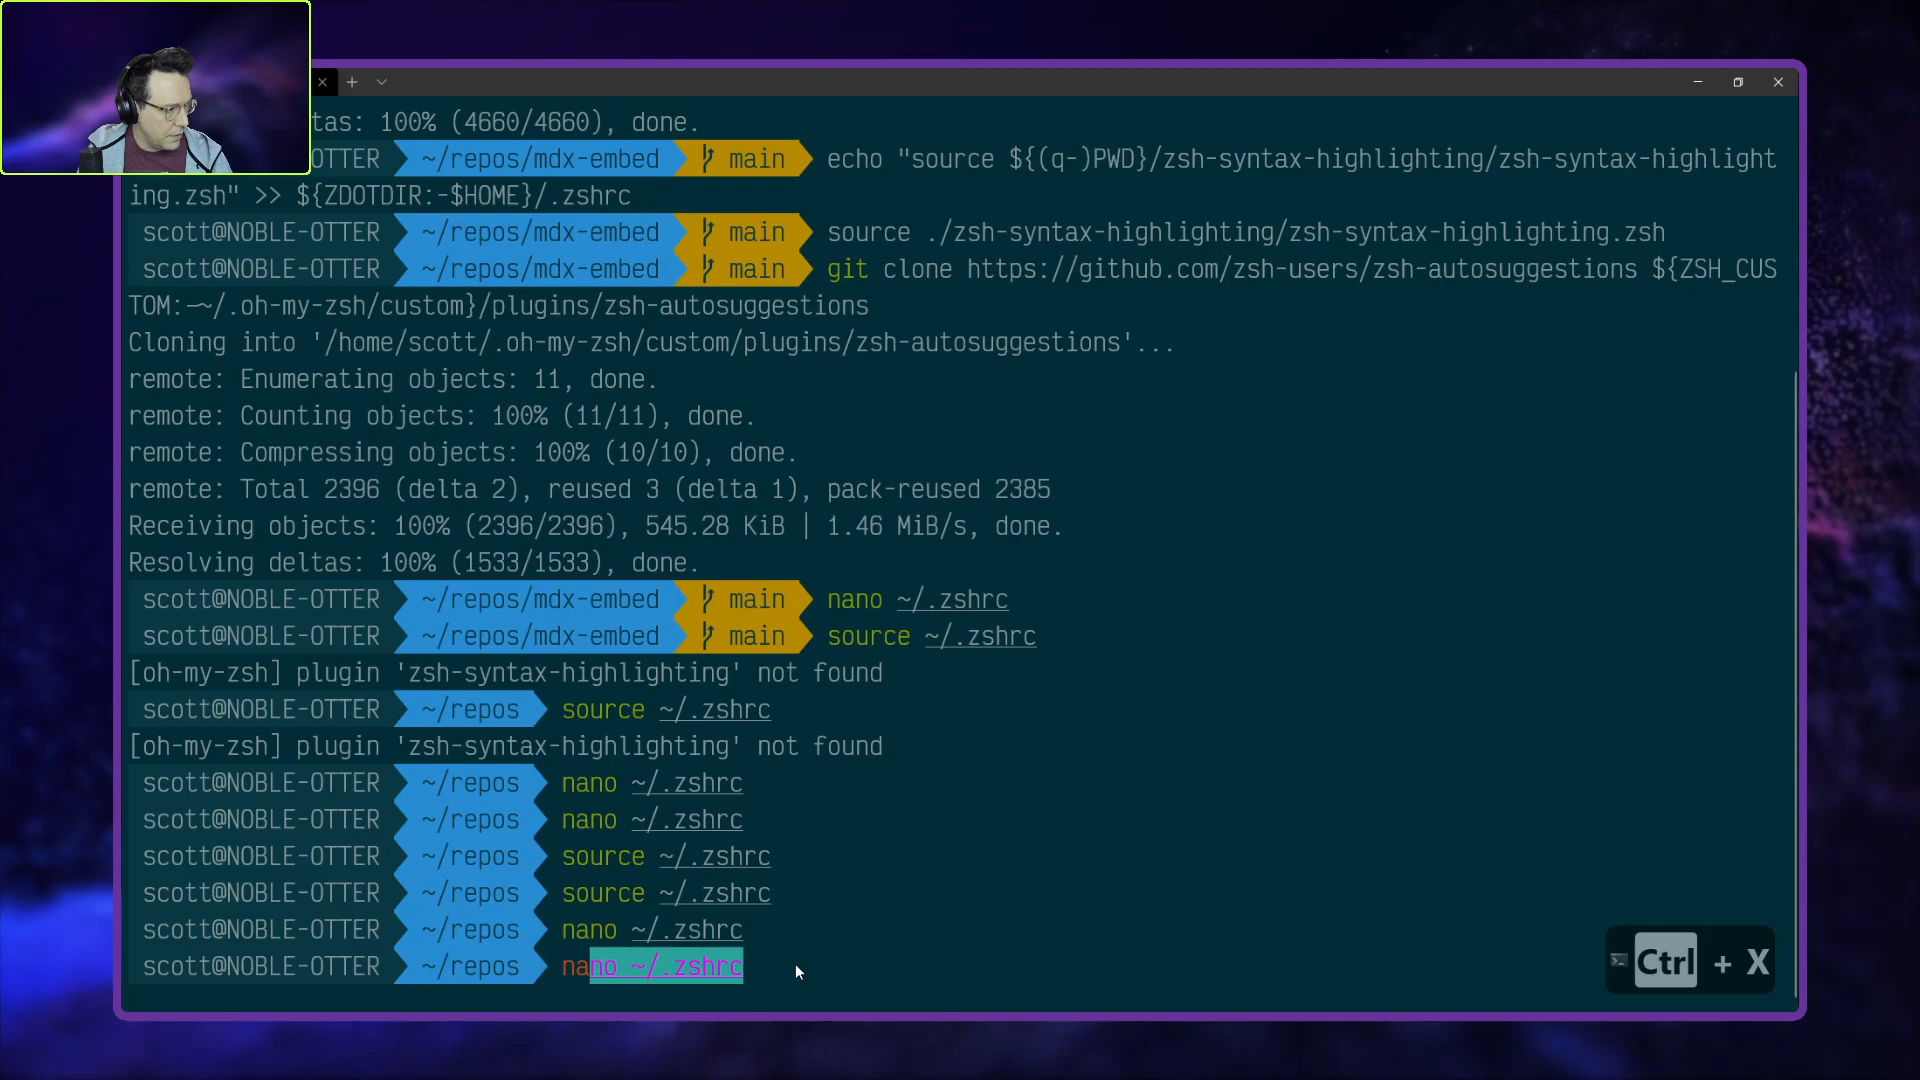 tas: 100% (4660/4660), done.
OTTER ~/repos/mdx-embed main echo "source ${(q-)PWD}/zsh-syntax-highlighting/zsh-syntax-highlight
ing.zsh" >> ${ZDOTDIR:-$HOME}/.zshrc
scott@NOBLE-OTTER ~/repos/mdx-embed main source ./zsh-syntax-highlighting/zsh-syntax-highlighting.zsh
scott@NOBLE-OTTER ~/repos/mdx-embed main git clone https://github.com/zsh-users/zsh-autosuggestions ${ZSH_CUS
TOM:-~/.oh-my-zsh/custom}/plugins/zsh-autosuggestions
Cloning into '/home/scott/.oh-my-zsh/custom/plugins/zsh-autosuggestions'...
remote: Enumerating objects: 11, done.
remote: Counting objects: 100% (11/11), done.
remote: Compressing objects: 100% (10/10), done.
remote: Total 2396 (delta 2), reused 3 (delta 1), pack-reused 2385
Receiving objects: 100% (2396/2396), 545.28 KiB | 1.46 MiB/s, done.
Resolving deltas: 100% (1533/1533), done.
scott@NOBLE-OTTER ~/repos/mdx-embed main nano ~/.zshrc
scott@NOBLE-OTTER ~/repos/mdx-embed main source ~/.zshrc
[oh-my-zsh] plugin 'zsh-syntax-highlighting' not found
scott@NOBLE-OTTER ~/repos source ~/.zshrc
[oh-my-zsh] plugin 'zsh-syntax-highlighting' not found
scott@NOBLE-OTTER ~/repos nano ~/.zshrc
scott@NOBLE-OTTER ~/repos nano ~/.zshrc
scott@NOBLE-OTTER ~/repos source ~/.zshrc
scott@NOBLE-OTTER ~/repos source ~/.zshrc
scott@NOBLE-OTTER ~/repos nano ~/.zshrc
scott@NOBLE-OTTER ~/repos nano ~/.zshrc
Ctrl + X